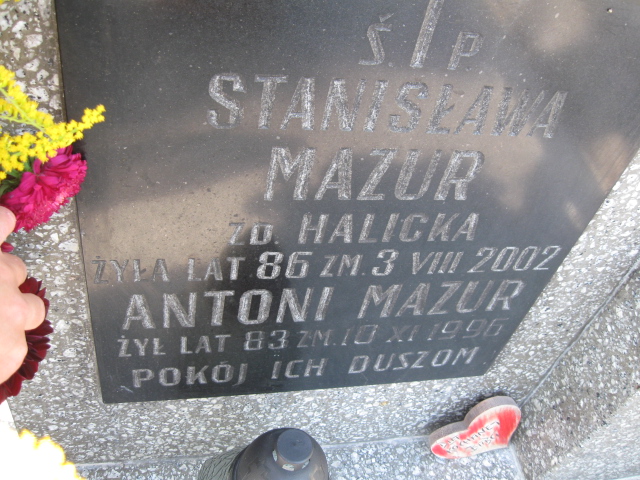 Ś P
STANISŁAWA
MAZUR
ZD. HALICKA
ŻYŁA LAT 86 ZM. 3 VIII 2002
ANTONI MAZUR
ŻYŁ LAT 83 ZM. 18 XI 1996
POKÓJ ICH DUSZOM